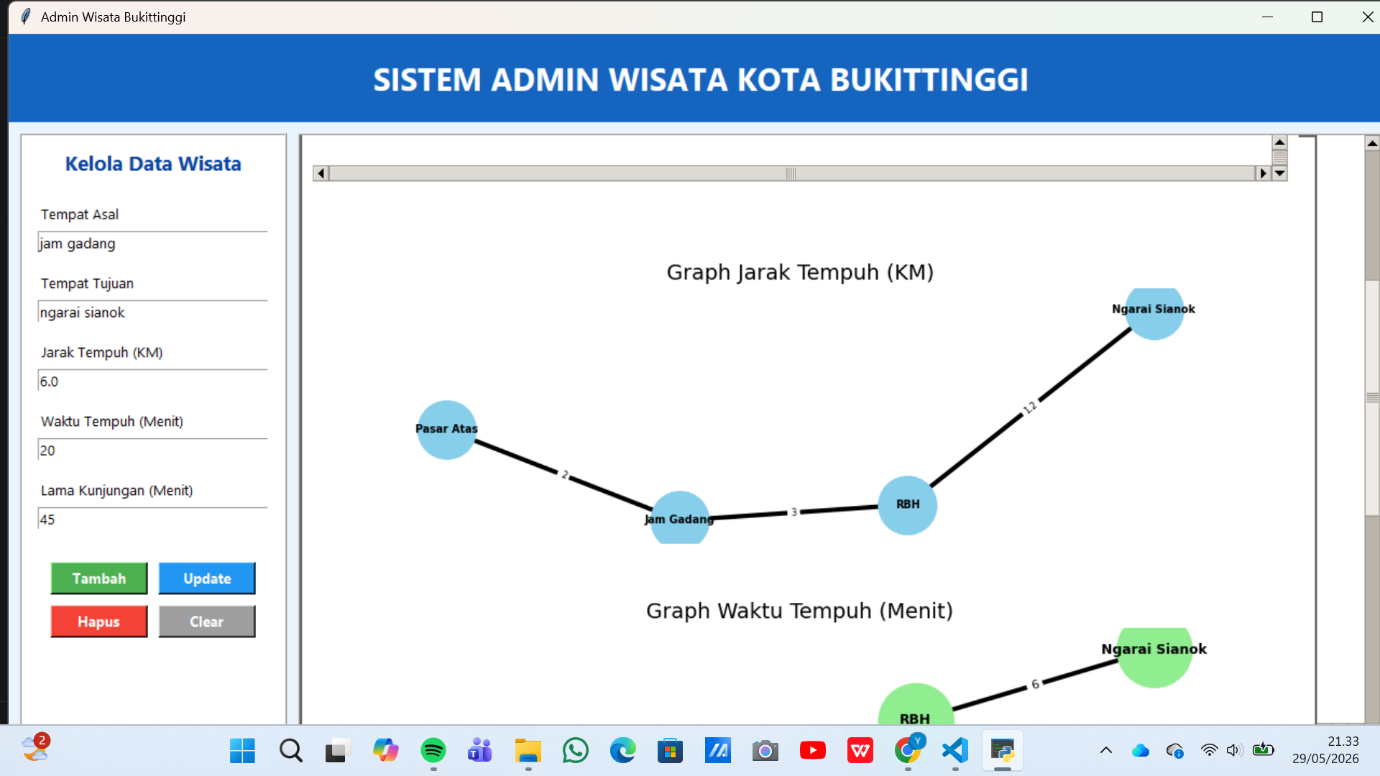 Admin Wisata Bukittinggi
SISTEM ADMIN WISATA KOTA BUKITTINGGI
Kelola Data Wisata
Tempat Asal
jam gadang
Tempat Tujuan
ngarai sianok
Jarak Tempuh (KM)
6.0
Waktu Tempuh (Menit)
20
Lama Kunjungan (Menit)
45
Tambah
Update
Hapus
Clear
Graph Jarak Tempuh (KM)
Ngarai Sianok
1.2
Pasar Atas
2
Jam Gadang
3
RBH
Graph Waktu Tempuh (Menit)
Ngarai Sianok
6
RBH
2
Y
21.33
29/05/2026